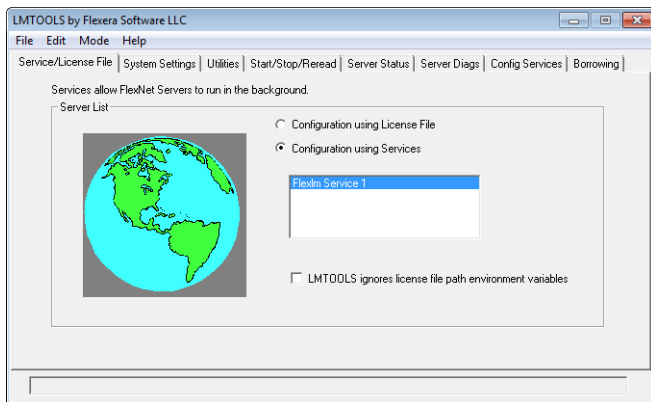 LMTOOLS by Flexera Software LLC
File Edit Mode Help
Service/License File System Settings Utilities Start/Stop/Reread Server Status Server Diags Config Services Borrowing
Services allow FlexNet Servers to run in the background.
Server List
Configuration using License File
Configuration using Services
Flexlm Service 1
LMTOOLS ignores license file path environment variables